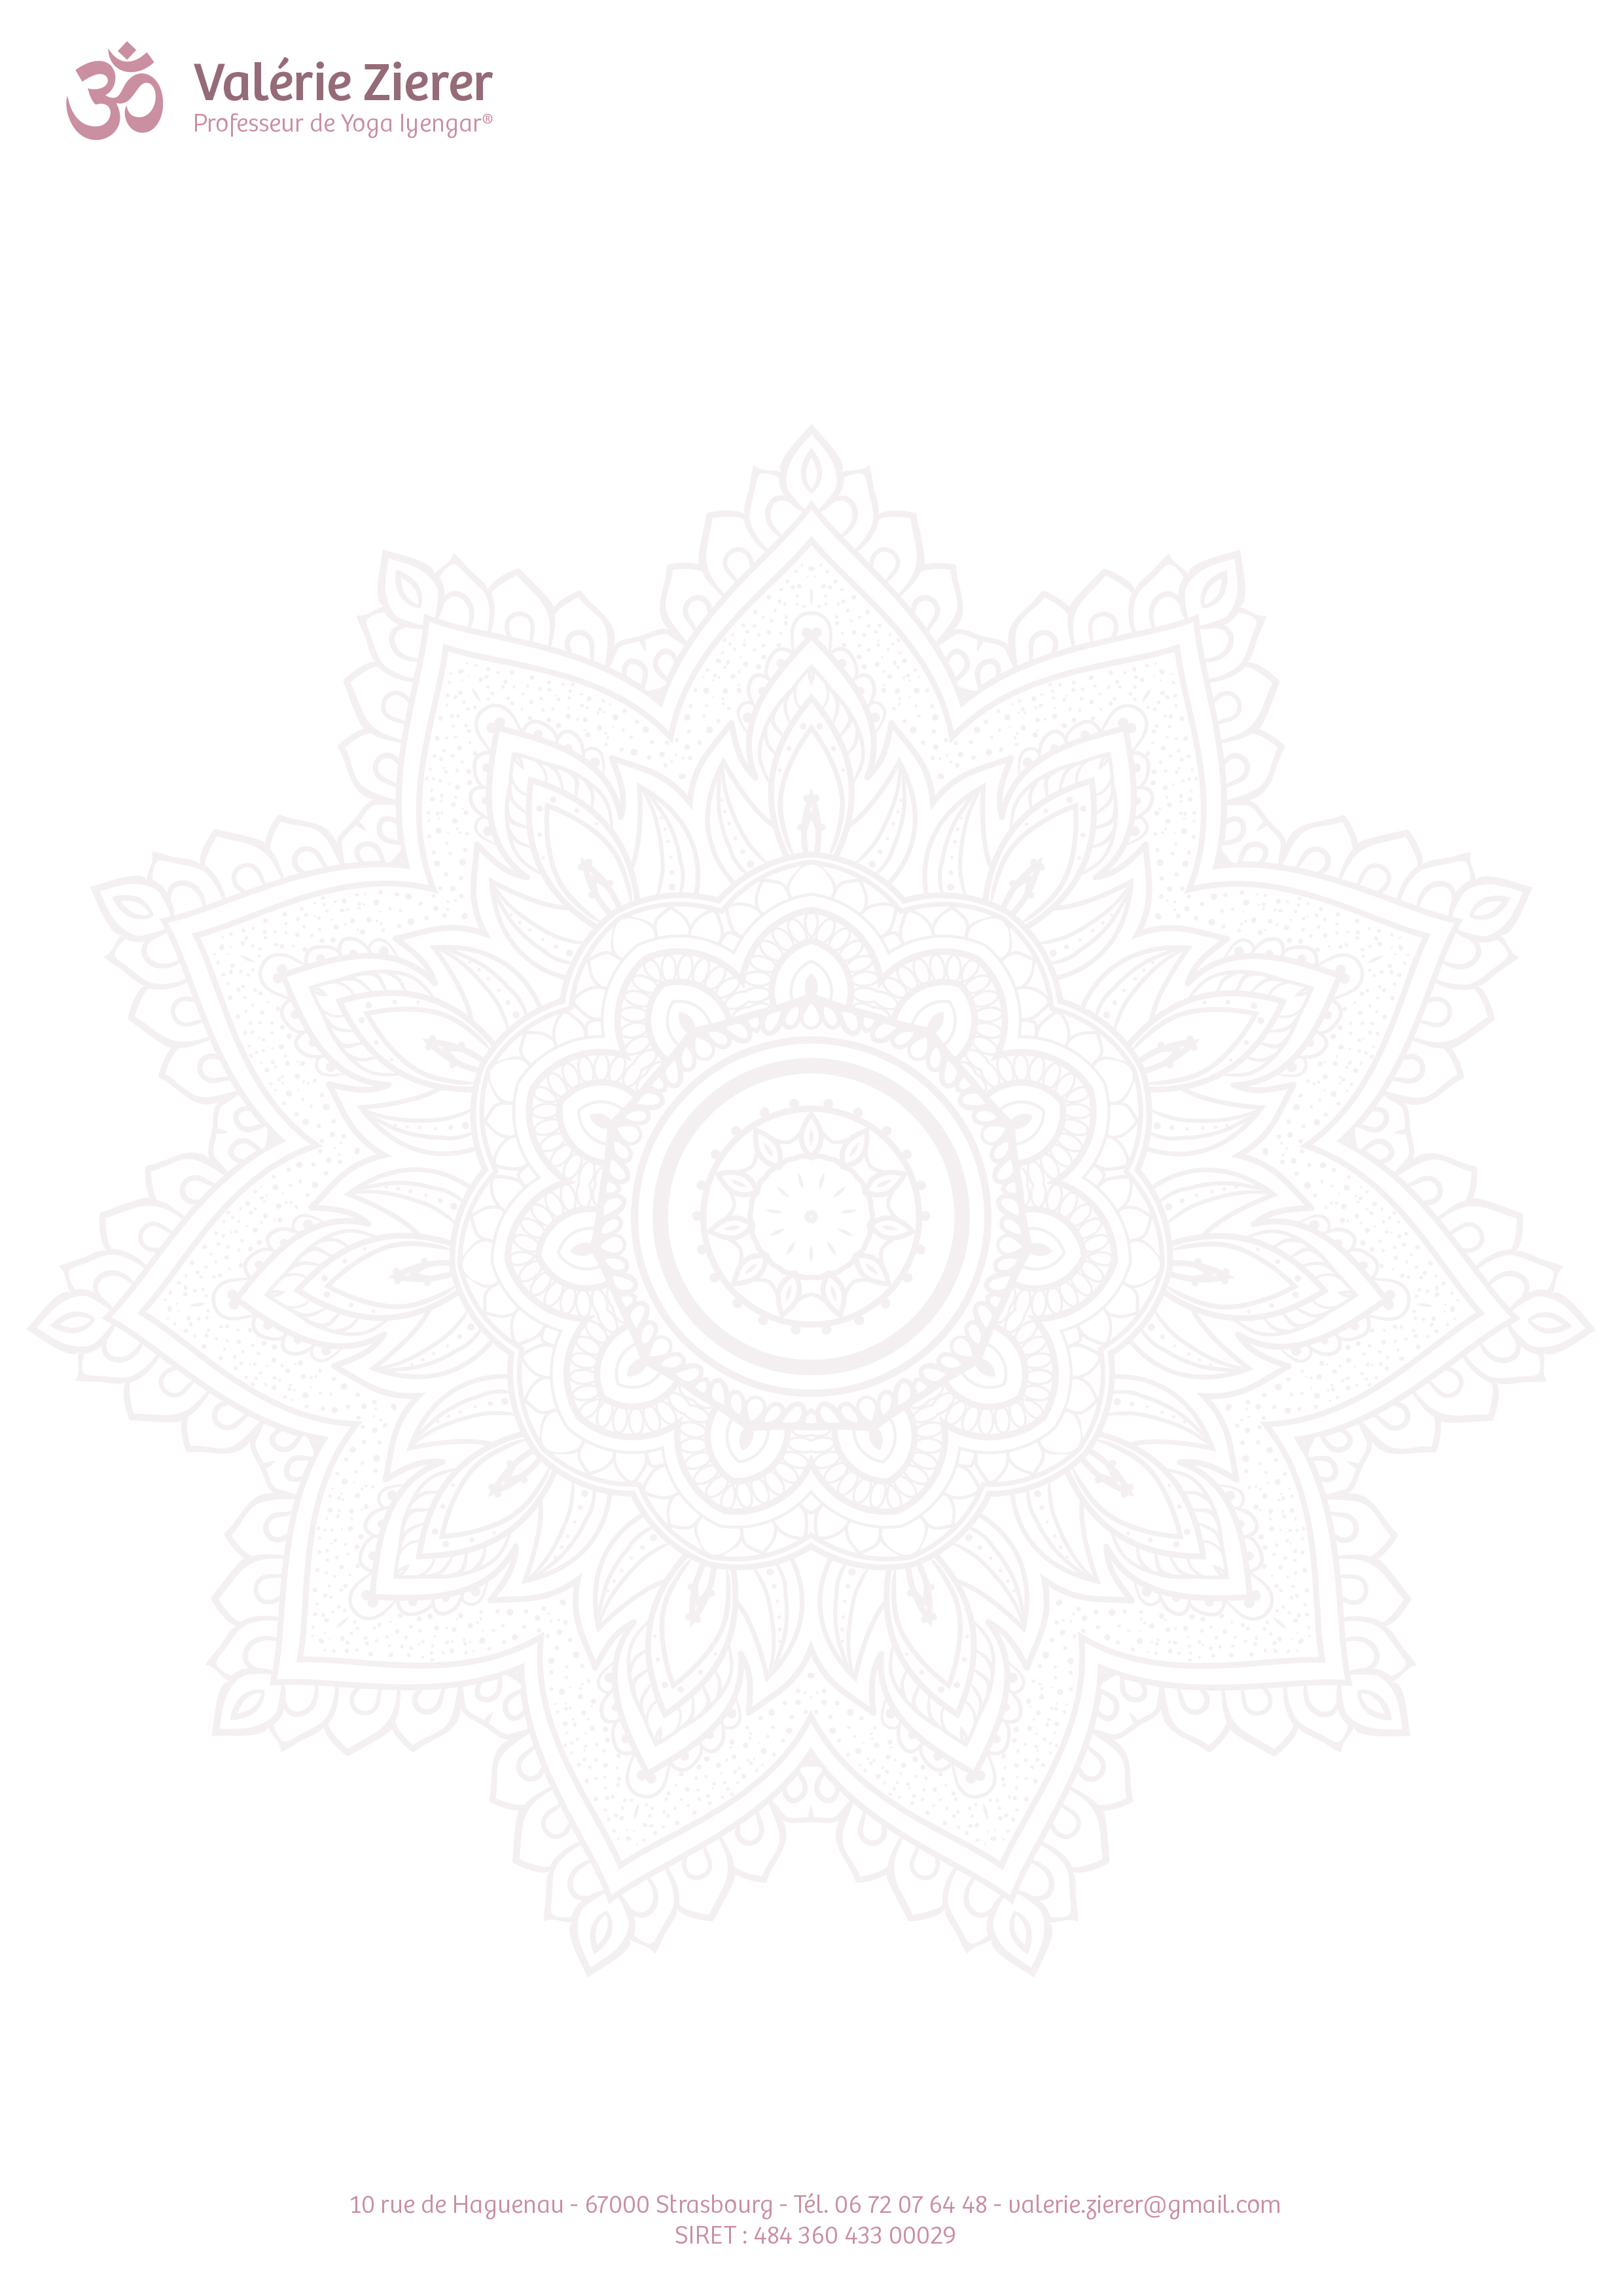 ॐ
Valérie Zierer
Professeur de Yoga Iyengar®
10 rue de Haguenau - 67000 Strasbourg - Tél. 06 72 07 64 48 - valerie.zierer@gmail.com
SIRET : 484 360 433 00029